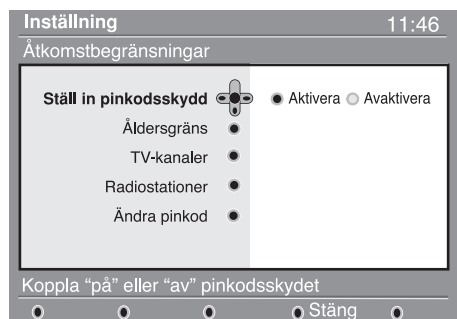 Inställning 11:46
Åtkomstbegränsningar
Ställ in pinkodsskydd Aktivera Avaktivera
Åldersgräns
TV-kanaler
Radiostationer
Ändra pinkod
Koppla “på” eller “av” pinkodsskydet
Stäng